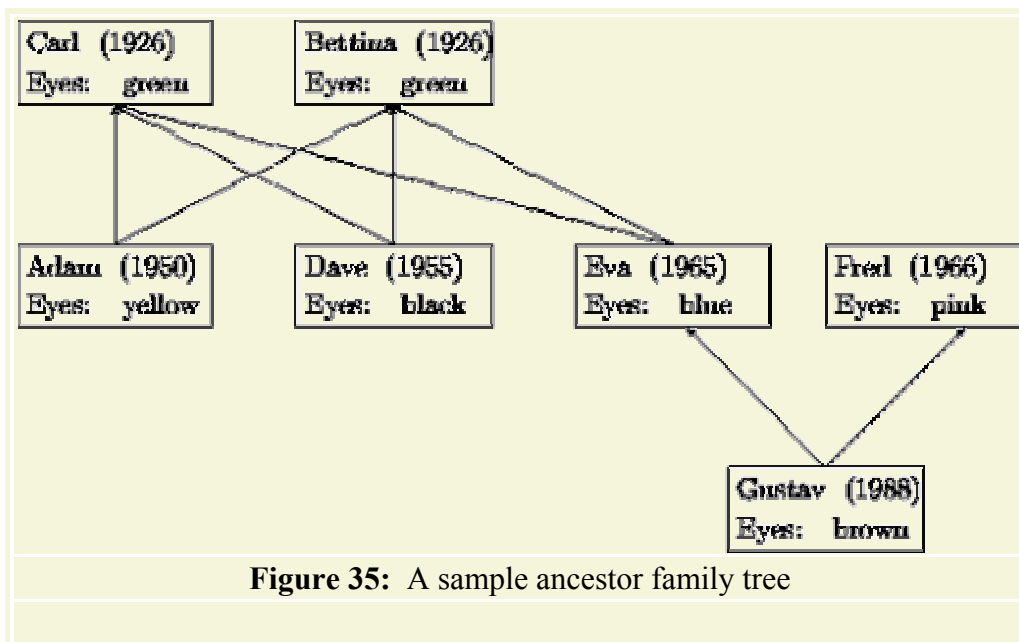 Carl (1926)
Eyes: green
Bettina (1926)
Eyes: green
Adam (1950)
Eyes: yellow
Dave (1955)
Eyes: black
Eva (1965)
Eyes: blue
Fred (1966)
Eyes: pink
Gustav (1988)
Eyes: brown
Figure 35: A sample ancestor family tree